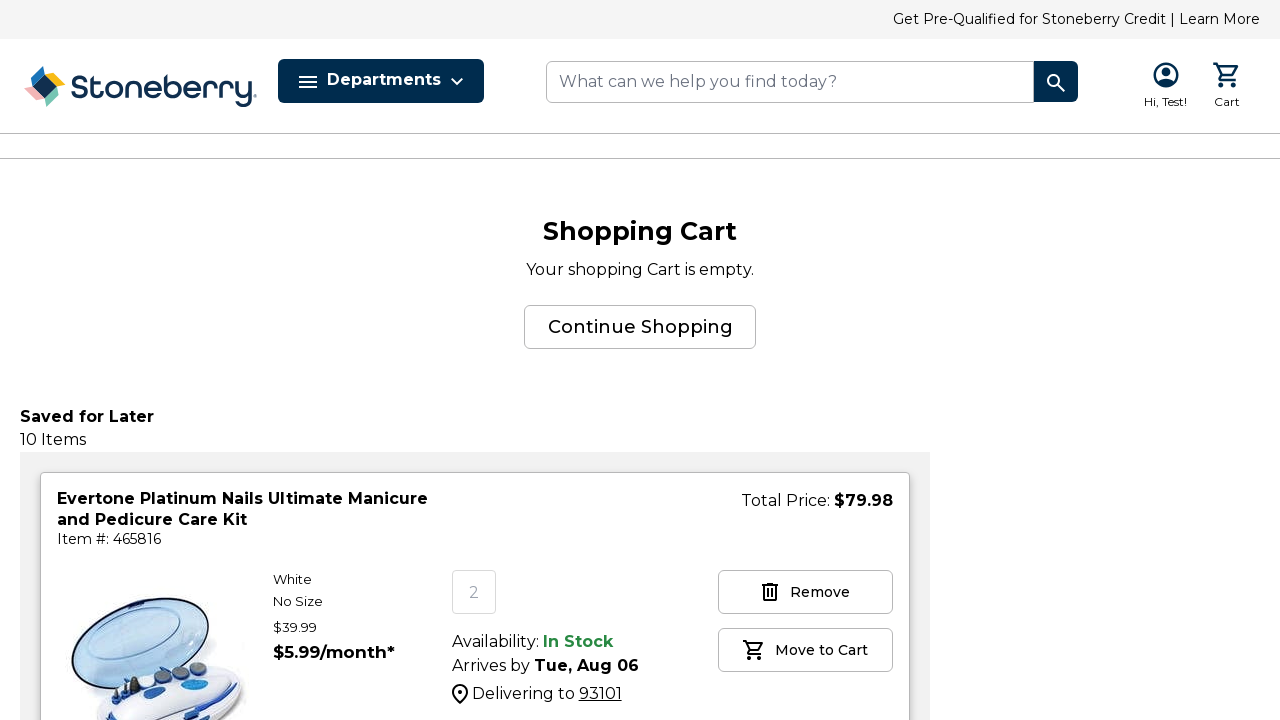 Get Pre-Qualified for Stoneberry Credit | Learn More
Stoneberry
Departments
What can we help you find today?
Hi, Test!
Cart
Shopping Cart
Your shopping Cart is empty.
Continue Shopping
Saved for Later
10 Items
Evertone Platinum Nails Ultimate Manicure
and Pedicure Care Kit
Item #: 465816
Total Price: $79.98
White
No Size
$39.99
$5.99/month*
2
Availability: In Stock
Arrives by Tue, Aug 06
Delivering to 93101
Remove
Move to Cart